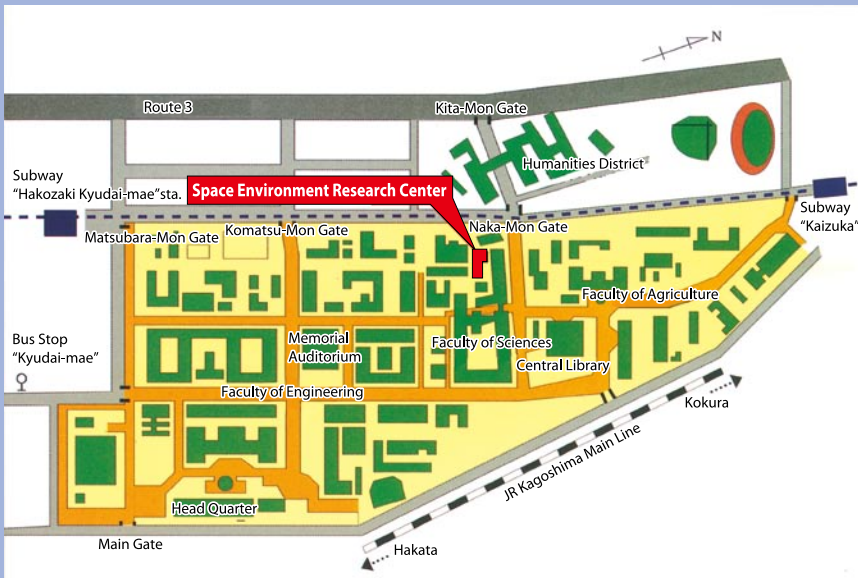 N
Route 3
Kita-Mon Gate
Humanities District
Subway
"Hakozaki Kyudai-mae"sta.
Space Environment Research Center
Matsubara-Mon Gate
Komatsu-Mon Gate
Naka-Mon Gate
Subway
"Kaizuka"
Faculty of Agriculture
Bus Stop
"Kyudai-mae"
Memorial
Auditorium
Faculty of Sciences
Central Library
Faculty of Engineering
Kokura
JR Kagoshima Main Line
Head Quarter
Main Gate
Hakata